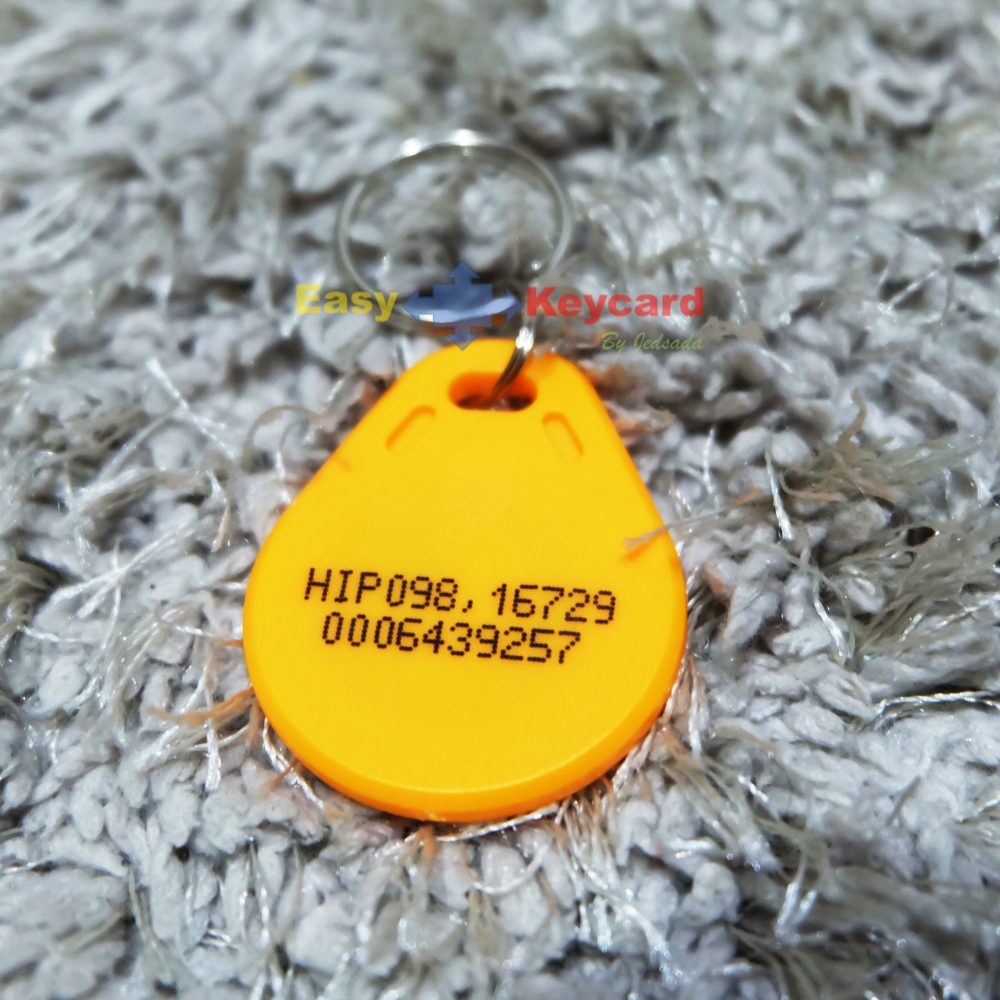 Easy Keycard
By Jedsada
HIP098,16729
0006439257